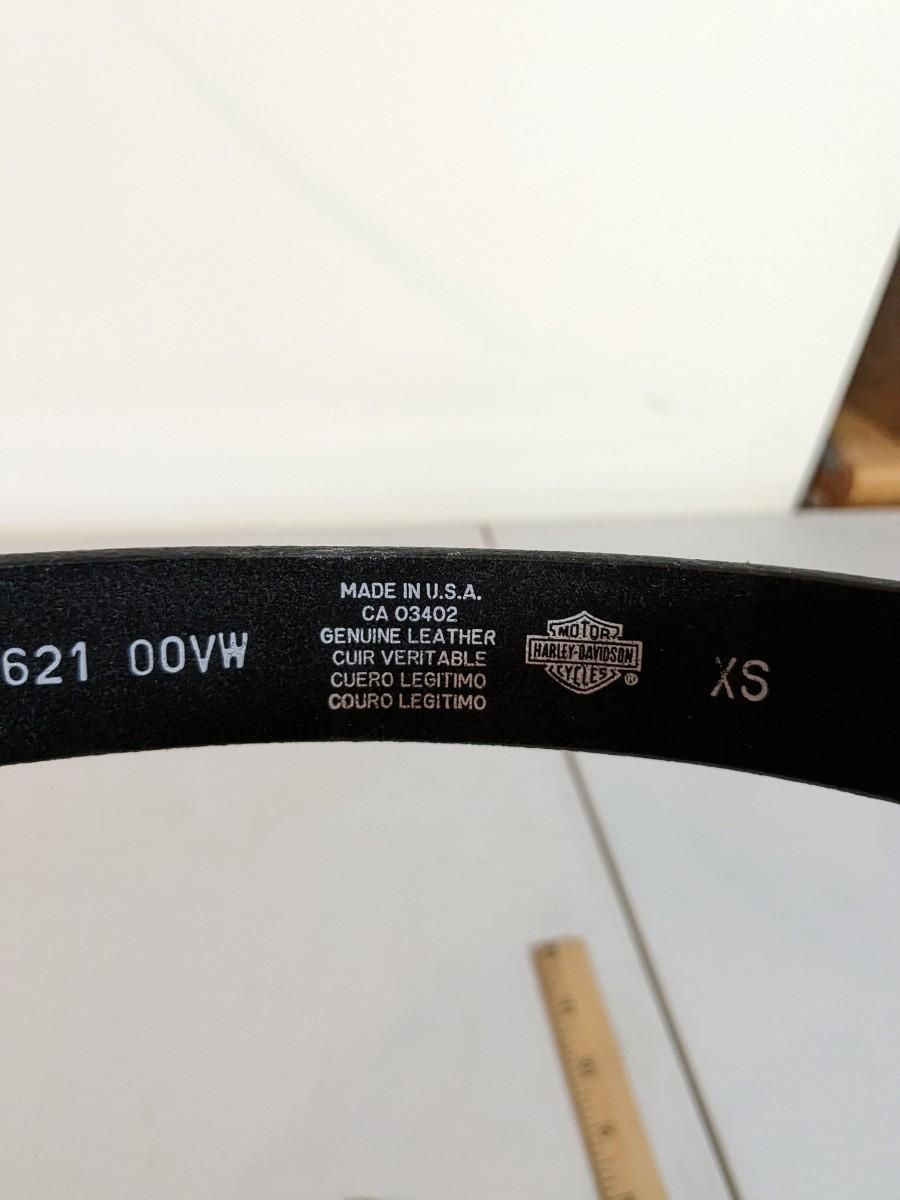 621 00VW
MADE IN U.S.A.
CA 03402
GENUINE LEATHER
CUIR VERITABLE
CUERO LEGITIMO
COURO LEGITIMO
MOTOR
HARLEY-DAVIDSON
CYCLES
®
XS